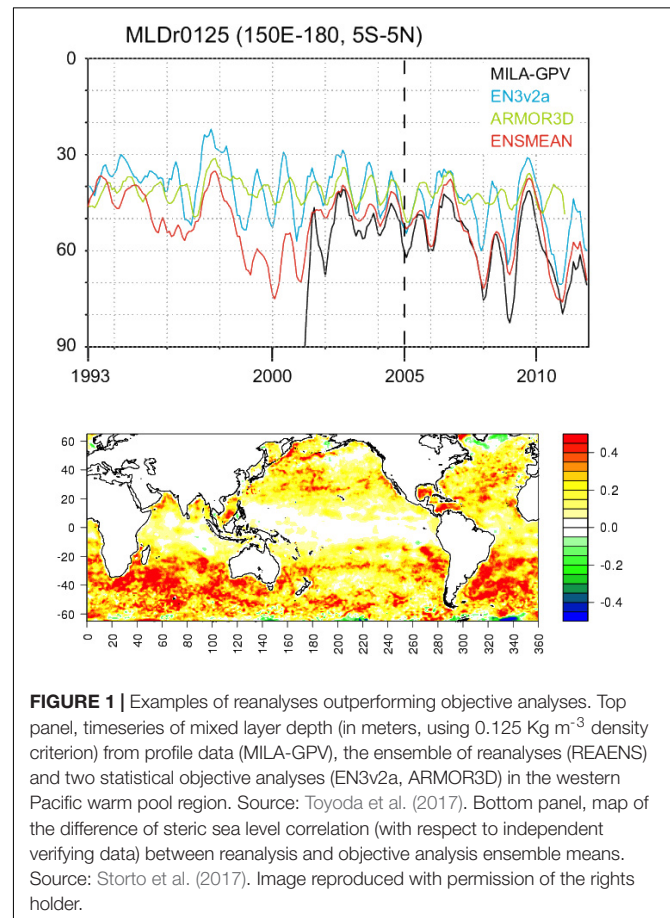 MLDr0125 (150E-180, 5S-5N)
0
30
60
90
MILA-GPV
EN3v2a
ARMOR3D
ENSMEAN
1993
2000
2005
2010
60
40
20
0
-20
-40
-60
0
20
40
60
80
100
120
140
160
180
200
220
240
260
280
300
320
340
360
0.4
0.2
0.0
-0.2
-0.4
FIGURE 1 | Examples of reanalyses outperforming objective analyses. Top
panel, timeseries of mixed layer depth (in meters, using 0.125 Kg m-3 density
criterion) from profile data (MILA-GPV), the ensemble of reanalyses (REAENS)
and two statistical objective analyses (EN3v2a, ARMOR3D) in the western
Pacific warm pool region. Source: Toyoda et al. (2017). Bottom panel, map of
the difference of steric sea level correlation (with respect to independent
verifying data) between reanalysis and objective analysis ensemble means.
Source: Storto et al. (2017). Image reproduced with permission of the rights
holder.